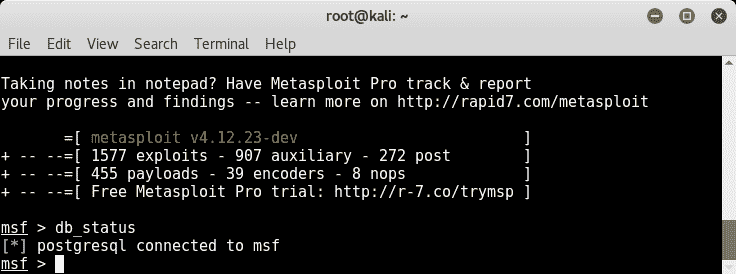 root@kali: ~
File Edit View Search Terminal Help
Taking notes in notepad? Have Metasploit Pro track & report
your progress and findings -- learn more on http://rapid7.com/metasploit
=[ metasploit v4.12.23-dev ]
+ -- --=[ 1577 exploits - 907 auxiliary - 272 post ]
+ -- --=[ 455 payloads - 39 encoders - 8 nops ]
+ -- --=[ Free Metasploit Pro trial: http://r-7.co/trymsp ]
msf > db_status
[*] postgresql connected to msf
msf >